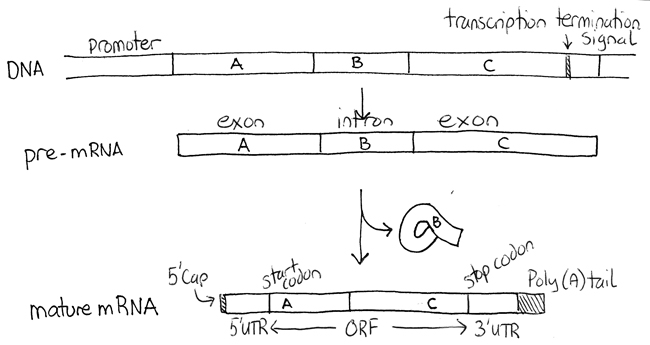 transcription termination
signal
promoter
DNA
A
B
C
exon
intron
exon
pre-mRNA
A
B
C
B
5'cap
start
codon
stop codon
Poly(A)tail
mature mRNA
A
C
5'UTR
ORF
3'UTR